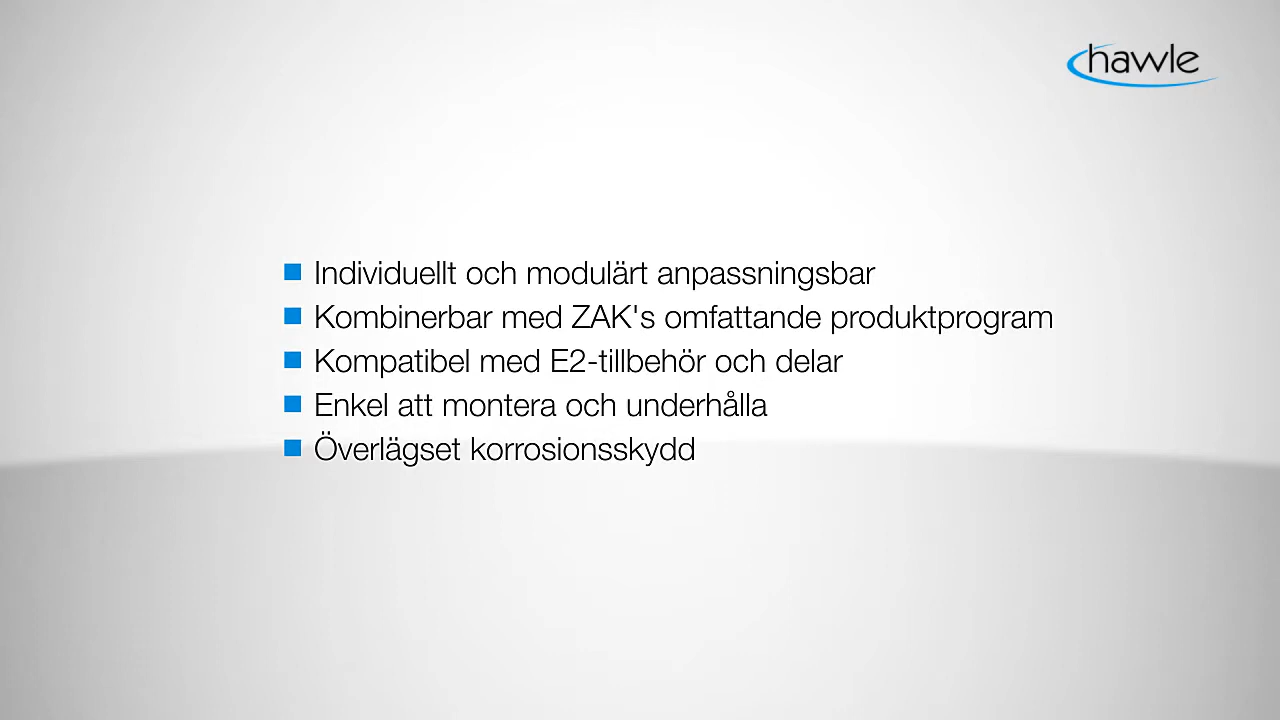 hawle
Individuellt och modulärt anpassningsbar
Kombinerbar med ZAK's omfattande produktprogram
Kompatibel med E2-tillbehör och delar
Enkel att montera och underhålla
Överlägset korrosionsskydd